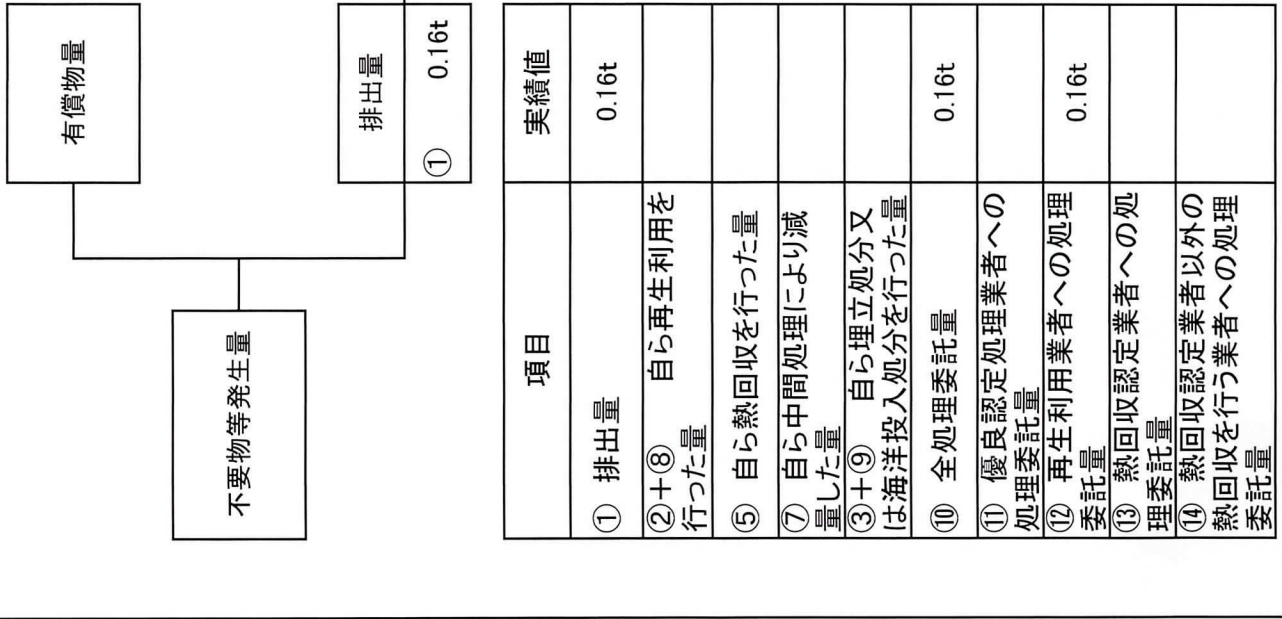 有償物量
不要物等発生量
排出量
① 0.16t
項目 実績値
① 排出量 0.16t
②+⑧ 自ら再生利用を
行った量
⑤ 自ら熱回収を行った量
⑦ 自ら中間処理により減
量した量
③+⑨ 自ら埋立処分又
は海洋投入処分を行った量
⑩ 全処理委託量 0.16t
⑪ 優良認定処理業者への
処理委託量
⑫ 再生利用業者への処理
委託量 0.16t
⑬ 熱回収認定業者への処
理委託量
⑭ 熱回収認定業者以外の
熱回収を行う業者への処理
委託量